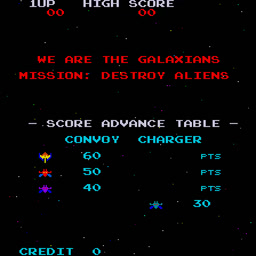 1UP HIGH SCORE
00 00
WE ARE THE GALAXIANS
MISSION: DESTROY ALIENS
– SCORE ADVANCE TABLE –
CONVOY CHARGER
60 PTS
50 PTS
40 PTS
30
CREDIT 0